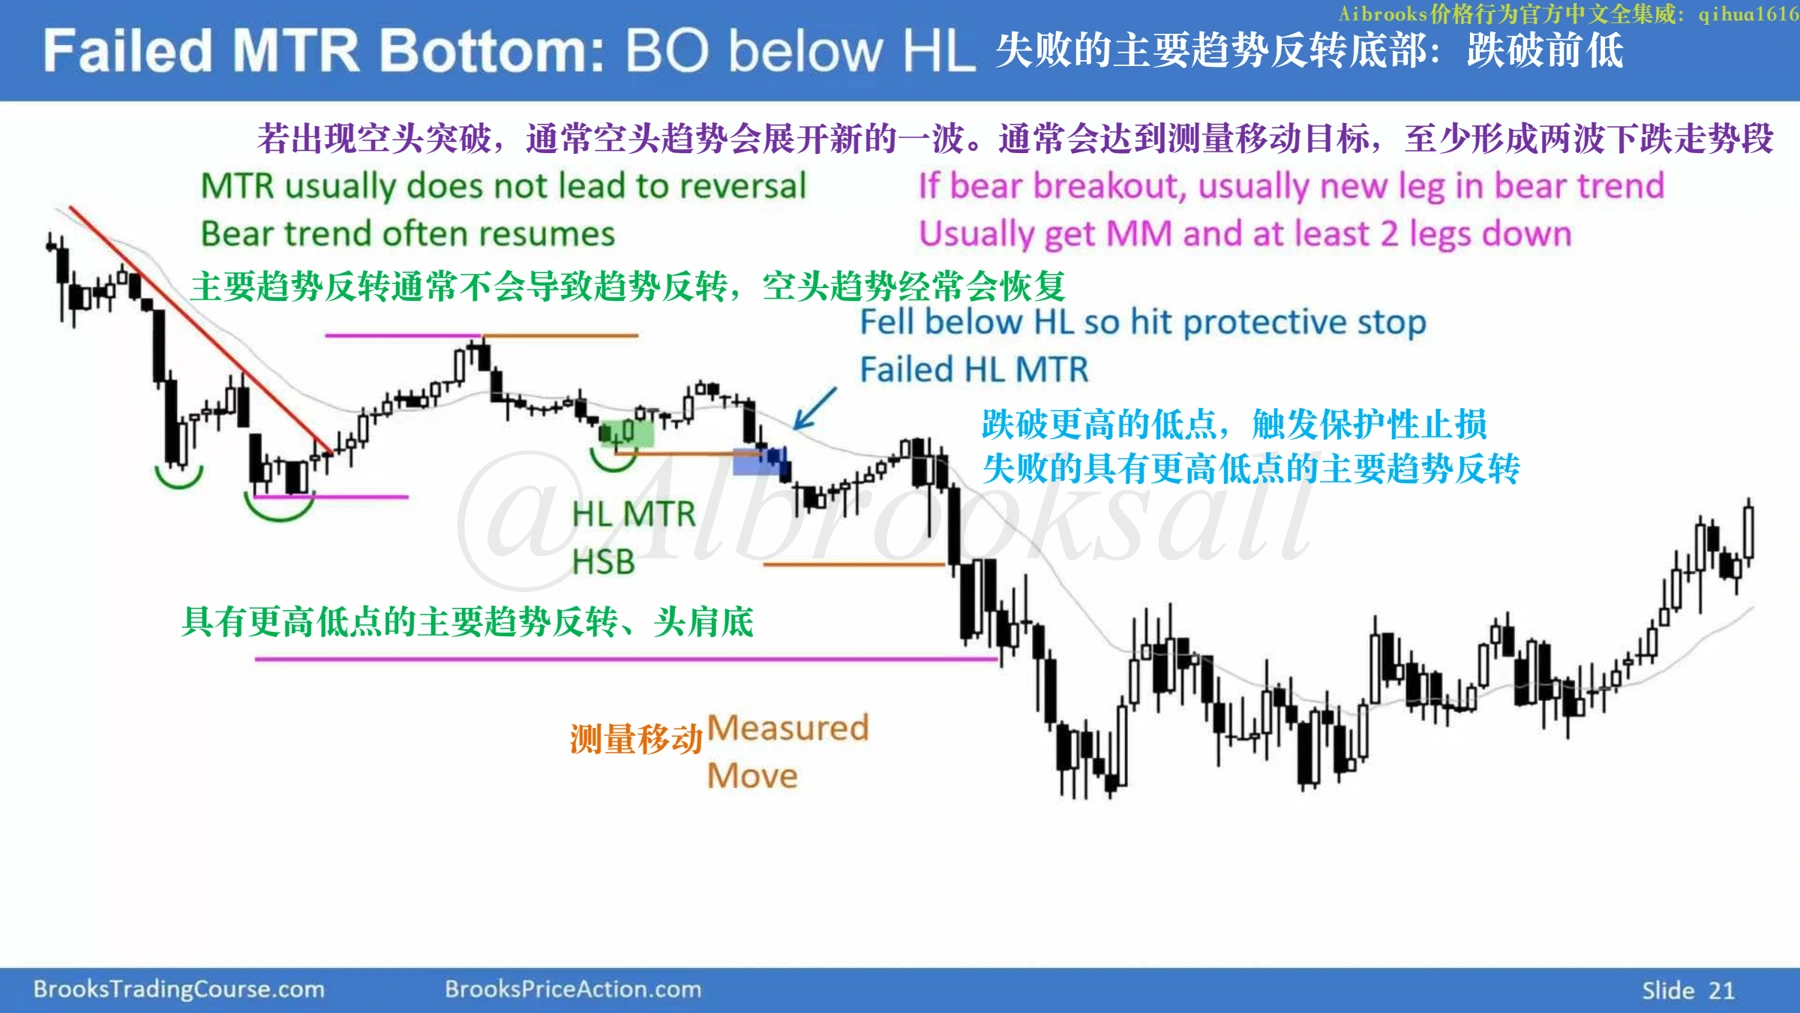 Aibrooks价格行为官方中文全集威: qihua1616
Failed MTR Bottom: BO below HL 失败的主要趋势反转底部：跌破前低
若出现空头突破，通常空头趋势会展开新的一波。通常会达到测量移动目标，至少形成两波下跌走势段
MTR usually does not lead to reversal
Bear trend often resumes
If bear breakout, usually new leg in bear trend
Usually get MM and at least 2 legs down
主要趋势反转通常不会导致趋势反转，空头趋势经常会恢复
Fell below HL so hit protective stop
Failed HL MTR
跌破更高的低点，触发保护性止损
失败的具有更高低点的主要趋势反转
@Albrooksall
HL MTR
HSB
具有更高低点的主要趋势反转、头肩底
测量移动 Measured
Move
BrooksTradingCourse.com
BrooksPriceAction.com
Slide 21